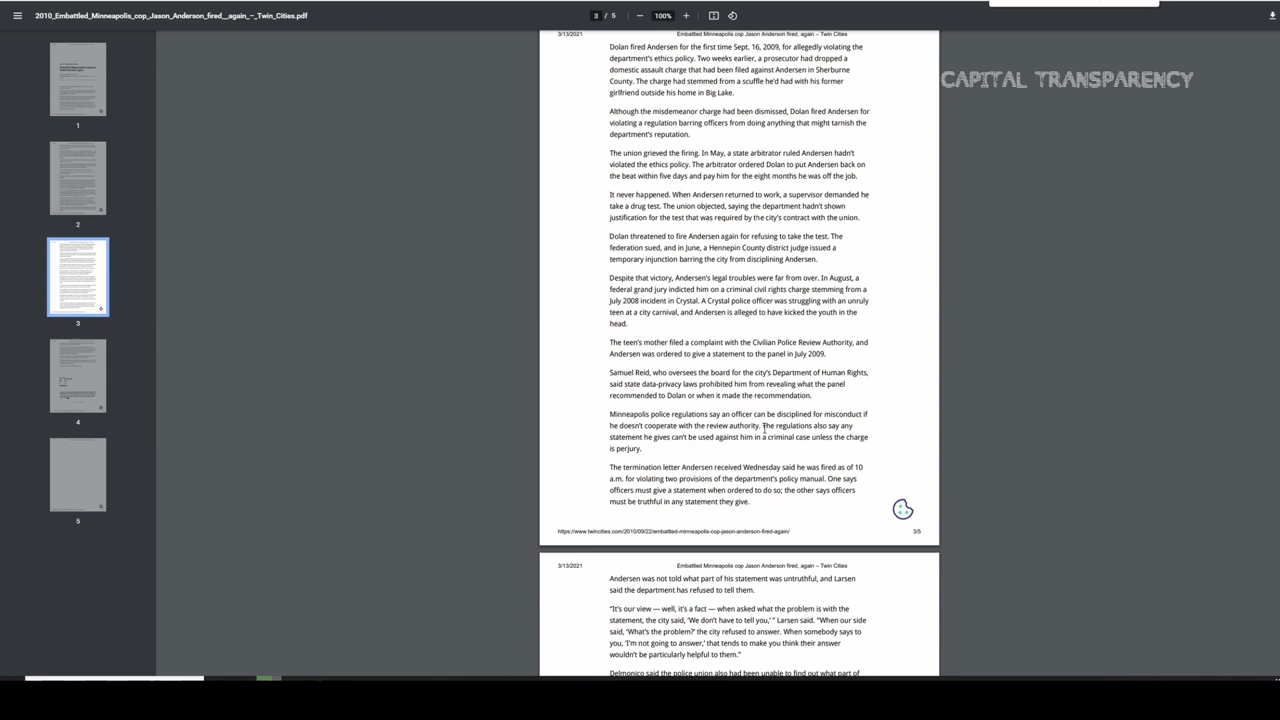 2010_Embattled_Minneapolis_cop_Jason_Anderson_fired__again_–_Twin_Cities.pdf
3 / 5
100%
CAPITAL TRANSPARENCY
1
2
3
4
5
3/13/2021
Embattled Minneapolis cop Jason Anderson fired, again – Twin Cities
Dolan fired Andersen for the first time Sept. 16, 2009, for allegedly violating the
department's ethics policy. Two weeks earlier, a prosecutor had dropped a
domestic assault charge that had been filed against Andersen in Sherburne
County. The charge had stemmed from a scuffle he'd had with his former
girlfriend outside his home in Big Lake.
Although the misdemeanor charge had been dismissed, Dolan fired Andersen for
violating a regulation barring officers from doing anything that might tarnish the
department's reputation.
The union grieved the firing. In May, a state arbitrator ruled Andersen hadn't
violated the ethics policy. The arbitrator ordered Dolan to put Andersen back on
the beat within five days and pay him for the eight months he was off the job.
It never happened. When Andersen returned to work, a supervisor demanded he
take a drug test. The union objected, saying the department hadn't shown
justification for the test that was required by the city's contract with the union.
Dolan threatened to fire Andersen again for refusing to take the test. The
federation sued, and in June, a Hennepin County district judge issued a
temporary injunction barring the city from disciplining Andersen.
Despite that victory, Andersen's legal troubles were far from over. In August, a
federal grand jury indicted him on a criminal civil rights charge stemming from a
July 2008 incident in Crystal. A Crystal police officer was struggling with an unruly
teen at a city carnival, and Andersen is alleged to have kicked the youth in the
head.
The teen's mother filed a complaint with the Civilian Police Review Authority, and
Andersen was ordered to give a statement to the panel in July 2009.
Samuel Reid, who oversees the board for the city's Department of Human Rights,
said state data-privacy laws prohibited him from revealing what the panel
recommended to Dolan or when it made the recommendation.
Minneapolis police regulations say an officer can be disciplined for misconduct if
he doesn't cooperate with the review authority. The regulations also say any
statement he gives can't be used against him in a criminal case unless the charge
is perjury.
The termination letter Andersen received Wednesday said he was fired as of 10
a.m. for violating two provisions of the department's policy manual. One says
officers must give a statement when ordered to do so; the other says officers
must be truthful in any statement they give.
https://www.twincities.com/2010/09/22/embattled-minneapolis-cop-jason-anderson-fired-again/
3/5
3/13/2021
Embattled Minneapolis cop Jason Anderson fired, again – Twin Cities
Andersen was not told what part of his statement was untruthful, and Larsen
said the department has refused to tell them.
"It's our view — well, it's a fact — when asked what the problem is with the
statement, the city said, 'We don't have to tell you,' " Larsen said. "When our side
said, 'What's the problem?' the city refused to answer. When somebody says to
you, 'I'm not going to answer,' that tends to make you think their answer
wouldn't be particularly helpful to them."
Delmonico said the police union also had been unable to find out what part of